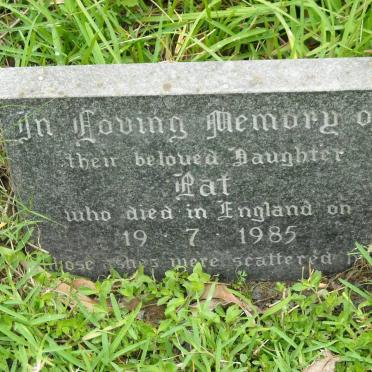 In Loving Memory o
their beloved Daughter
Pat
who died in England on
19 · 7 · 1985
ashes were scattered